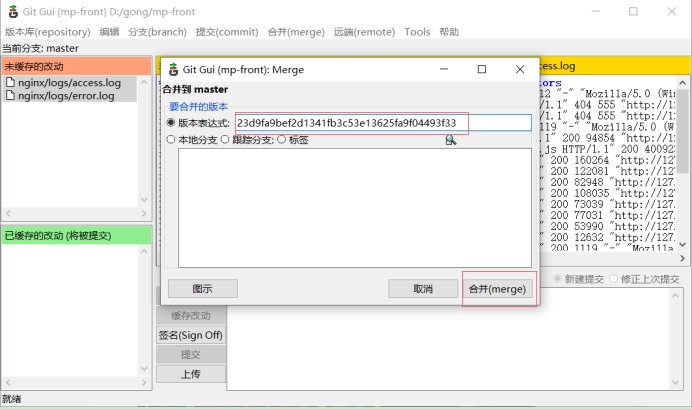 Git Gui (mp-front) D:/gong/mp-front
版本库(repository) 编辑 分支(branch) 提交(commit) 合并(merge) 远端(remote) Tools 帮助
当前分支: master
未缓存的改动
nginx/logs/access.log
nginx/logs/error.log
已缓存的改动 (将被提交)
Git Gui (mp-front): Merge
合并到 master
要合并的版本
版本表达式:
23d9fa9bef2d1341fb3c53e13625fa9f04493f33
本地分支 跟踪分支: 标签
图示 取消 合并(merge)
cess.log
tors
12 "-" "Mozilla/5.0 (Win
/1.1" 404 555 "http://12
/1.1" 404 555 "http://12
119 "-" "Mozilla/5.0 (W
.1" 200 94854 "http://1
.js HTTP/1.1" 200 400923
" 200 160264 "http://12
" 200 122081 "http://12
" 200 82948 "http://127.
" 200 108035 "http://12
" 200 73039 "http://127.
" 200 77031 "http://127.
" 200 53990 "http://127.
" 200 12632 "http://127.
" 200 1119 "-" "Mozilla
新建提交 修正上次提交
缓存改动
签名(Sign Off)
提交
上传
就绪